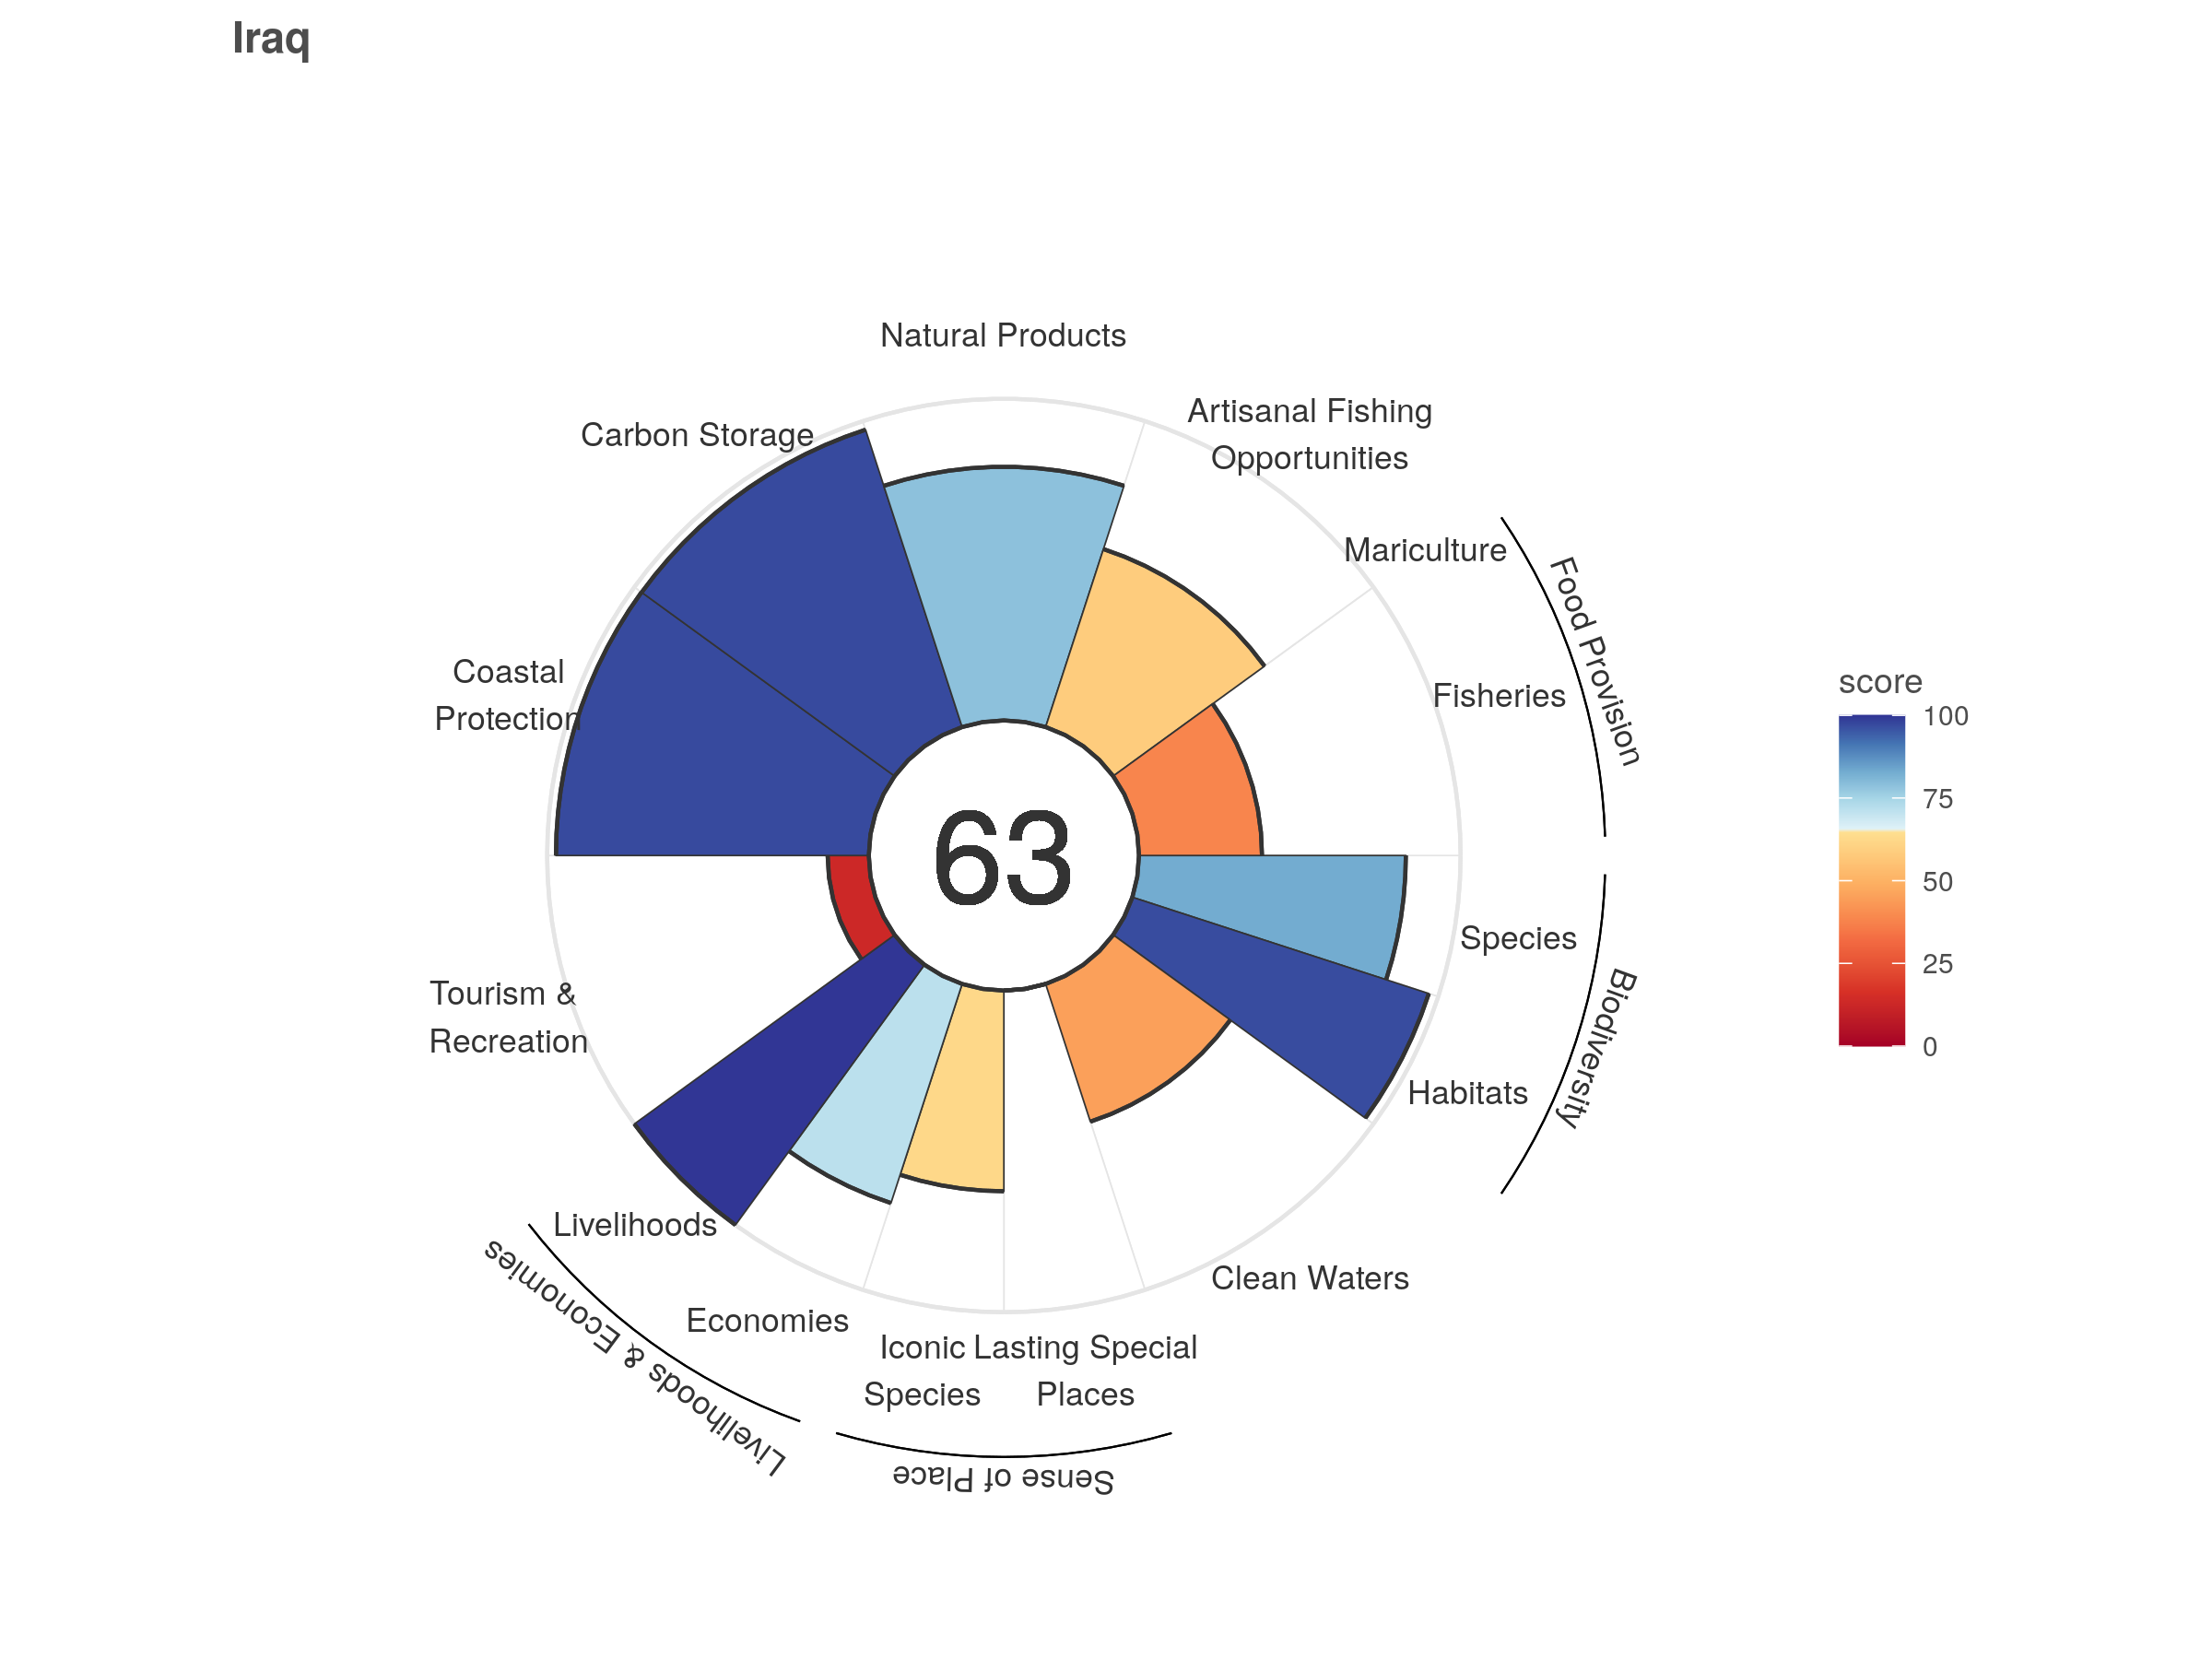 Iraq
Natural Products
Artisanal Fishing
Opportunities
Carbon Storage
Mariculture
Food Provision
Fisheries
Coastal
Protection
score
100
75
50
25
0
63
Species
Biodiversity
Habitats
Tourism &
Recreation
Livelihoods
Livelihoods & Economies
Clean Waters
Economies
Iconic
Species
Lasting Special
Places
Sense of Place